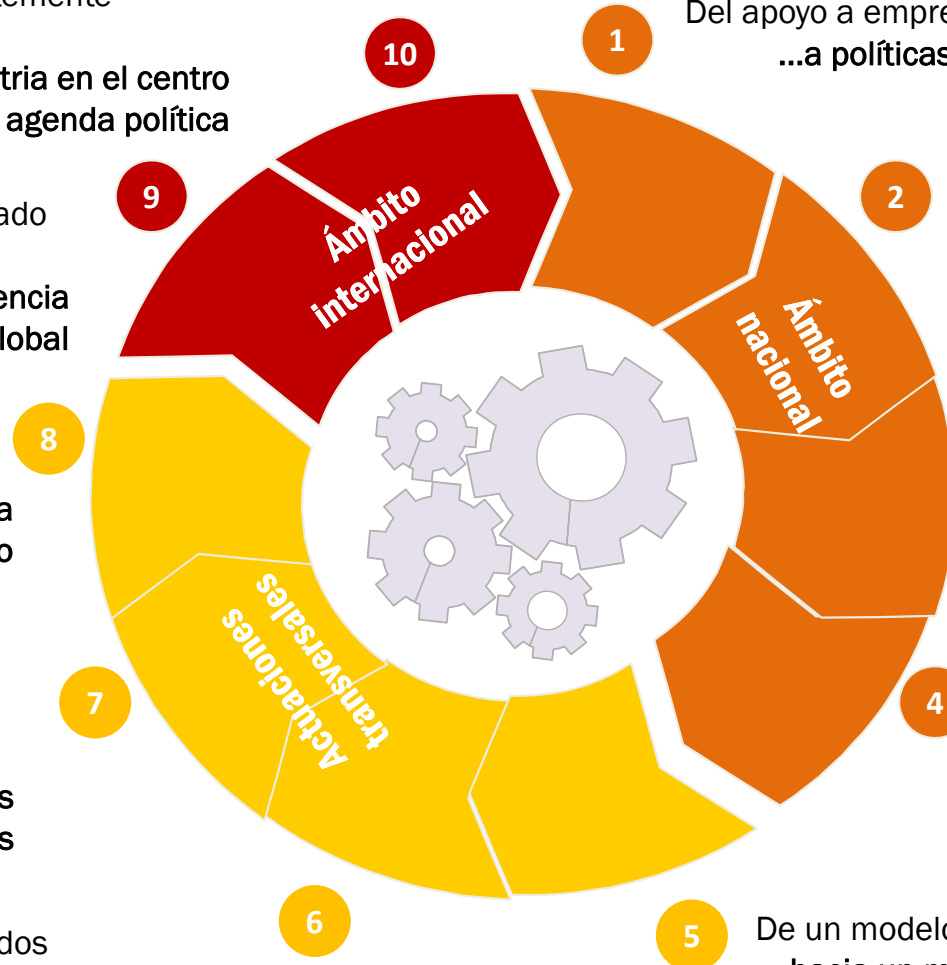 10
1
tria en el centro
agenda política
Del apoyo a empre
...a políticas
9
ado
encia
lobal
2
Ámbito
internacional
Ámbito
nacional
8
a
o
Actuaciones
transversales
7
4
s
s
6
dos
5
De un modelo